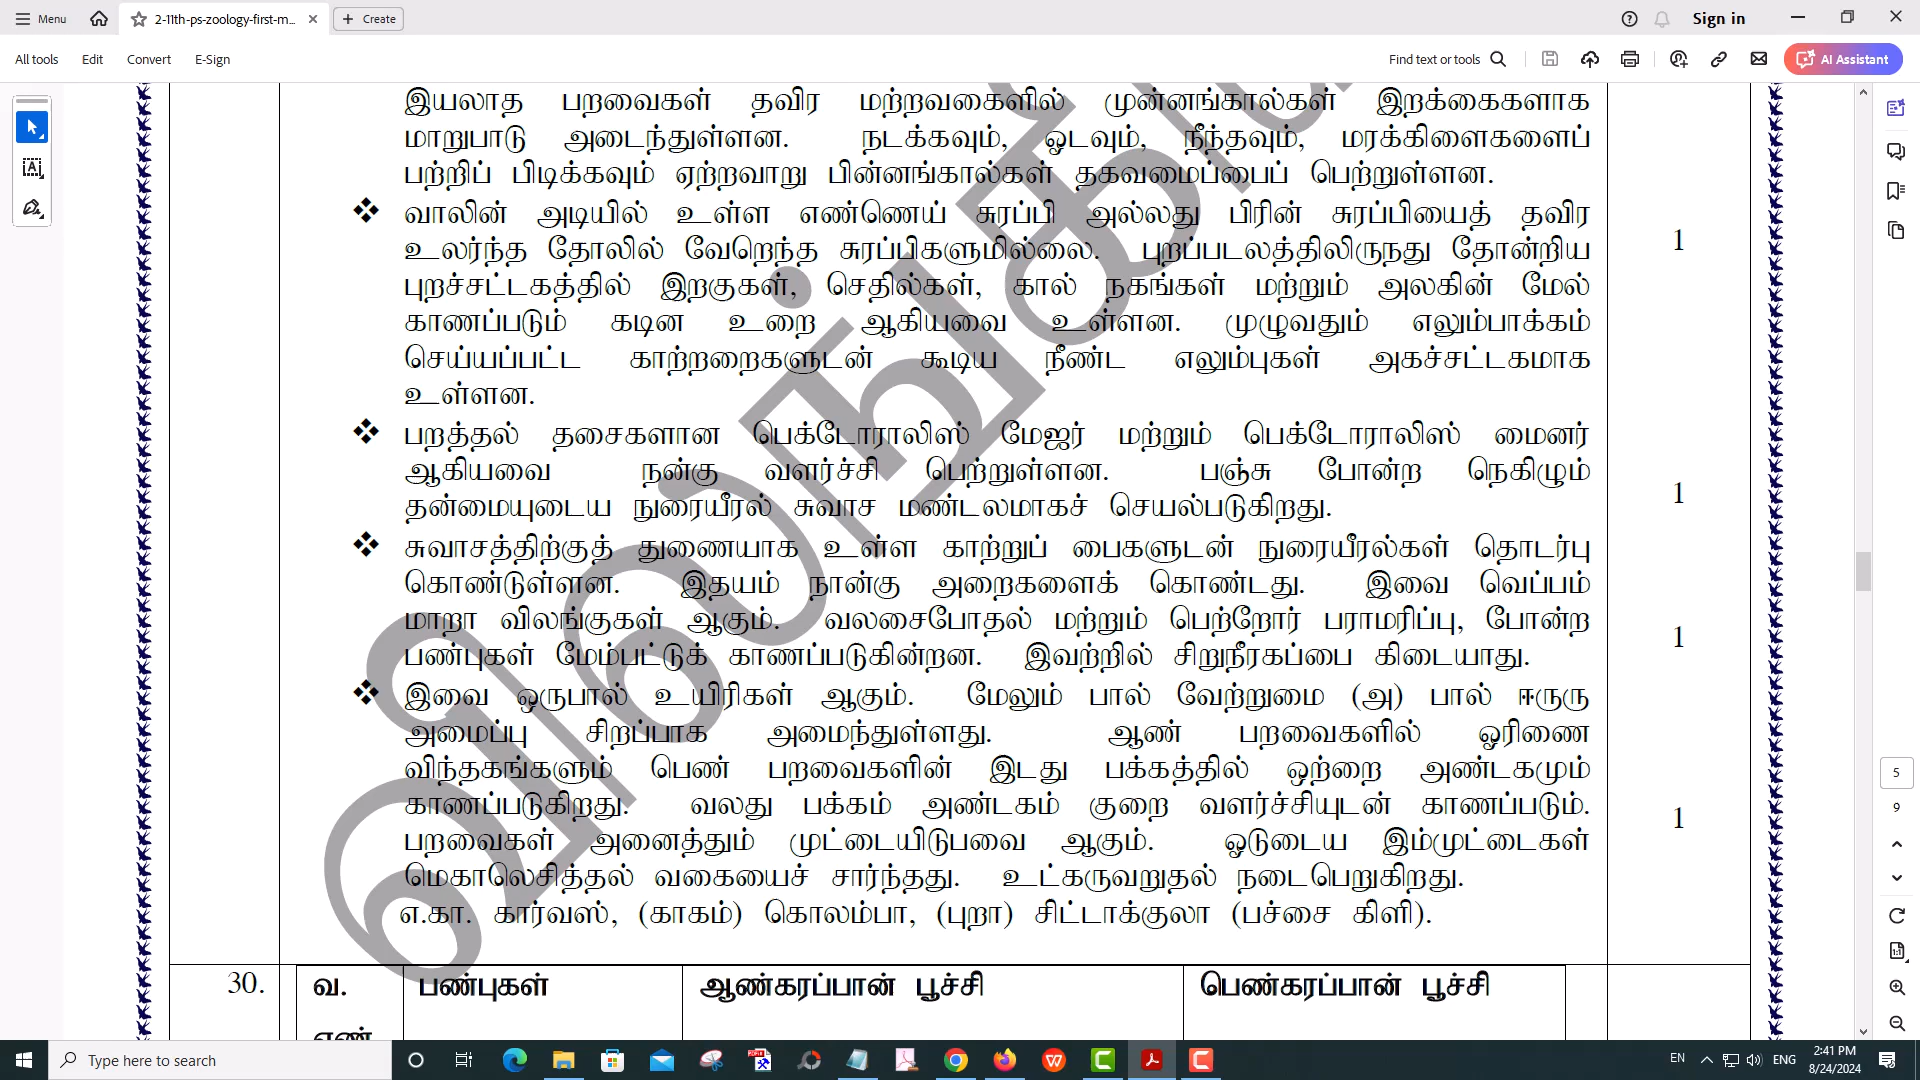 Menu
2-11th-ps-zoology-first-m...
Create
Sign in
All tools Edit Convert E-Sign
Find text or tools
AI Assistant
இயலாத பறவைகள் தவிர மற்றவகைளில் முன்னங்கால்கள் இறக்கைகளாக
மாறுபாடு அடைந்துள்ளன. நடக்கவும், ஓடவும், நீந்தவும், மரக்கிளைகளைப்
பற்றிப் பிடிக்கவும் ஏற்றவாறு பின்னங்கால்கள் தகவமைப்பைப் பெற்றுள்ளன.
❖ வாலின் அடியில் உள்ள எண்ணெய் சுரப்பி அல்லது பிரின் சுரப்பியைத் தவிர
உலர்ந்த தோலில் வேறெந்த சுரப்பிகளுமில்லை. புறப்படலத்திலிருநது தோன்றிய 1
புறச்சட்டகத்தில் இறகுகள், செதில்கள், கால் நகங்கள் மற்றும் அலகின் மேல்
காணப்படும் கடின உறை ஆகியவை உள்ளன. முழுவதும் எலும்பாக்கம்
செய்யப்பட்ட காற்றறைகளுடன் கூடிய நீண்ட எலும்புகள் அகச்சட்டகமாக
உள்ளன.
❖ பறத்தல் தசைகளான பெக்டோராலிஸ் மேஜர் மற்றும் பெக்டோராலிஸ் மைனர்
ஆகியவை நன்கு வளர்ச்சி பெற்றுள்ளன. பஞ்சு போன்ற நெகிழும் 1
தன்மையுடைய நுரையீரல் சுவாச மண்டலமாகச் செயல்படுகிறது.
❖ சுவாசத்திற்குத் துணையாக உள்ள காற்றுப் பைகளுடன் நுரையீரல்கள் தொடர்பு
கொண்டுள்ளன. இதயம் நான்கு அறைகளைக் கொண்டது. இவை வெப்பம்
மாறா விலங்குகள் ஆகும். வலசைபோதல் மற்றும் பெற்றோர் பராமரிப்பு, போன்ற 1
பண்புகள் மேம்பட்டுக் காணப்படுகின்றன. இவற்றில் சிறுநீரகப்பை கிடையாது.
❖ இவை ஒருபால் உயிரிகள் ஆகும். மேலும் பால் வேற்றுமை (அ) பால் ஈருரு
அமைப்பு சிறப்பாக அமைந்துள்ளது. ஆண் பறவைகளில் ஓரிணை
விந்தகங்களும் பெண் பறவைகளின் இடது பக்கத்தில் ஒற்றை அண்டகமும்
காணப்படுகிறது. வலது பக்கம் அண்டகம் குறை வளர்ச்சியுடன் காணப்படும். 1
பறவைகள் அனைத்தும் முட்டையிடுபவை ஆகும். ஓடுடைய இம்முட்டைகள்
மெகாலெசித்தல் வகையைச் சார்ந்தது. உட்கருவறுதல் நடைபெறுகிறது.
எ.கா. கார்வஸ், (காகம்) கொலம்பா, (புறா) சிட்டாக்குலா (பச்சை கிளி).
30. வ. பண்புகள் ஆண்கரப்பான் பூச்சி பெண்கரப்பான் பூச்சி
எண்
5
9
Type here to search
EN
ENG
2:41 PM
8/24/2024